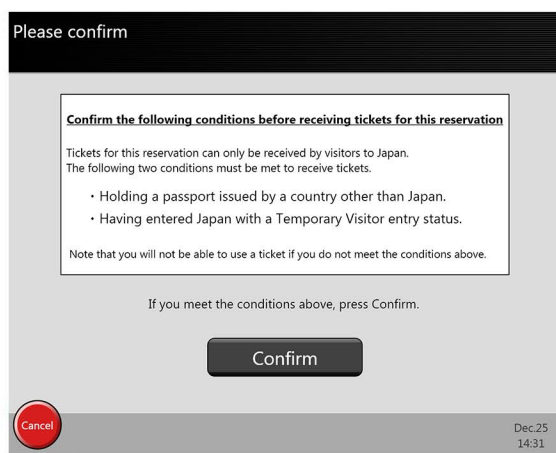 Please confirm
Confirm the following conditions before receiving tickets for this reservation
Tickets for this reservation can only be received by visitors to Japan.
The following two conditions must be met to receive tickets.
・Holding a passport issued by a country other than Japan.
・Having entered Japan with a Temporary Visitor entry status.
Note that you will not be able to use a ticket if you do not meet the conditions above.
If you meet the conditions above, press Confirm.
Confirm
Cancel
Dec.25
14:31